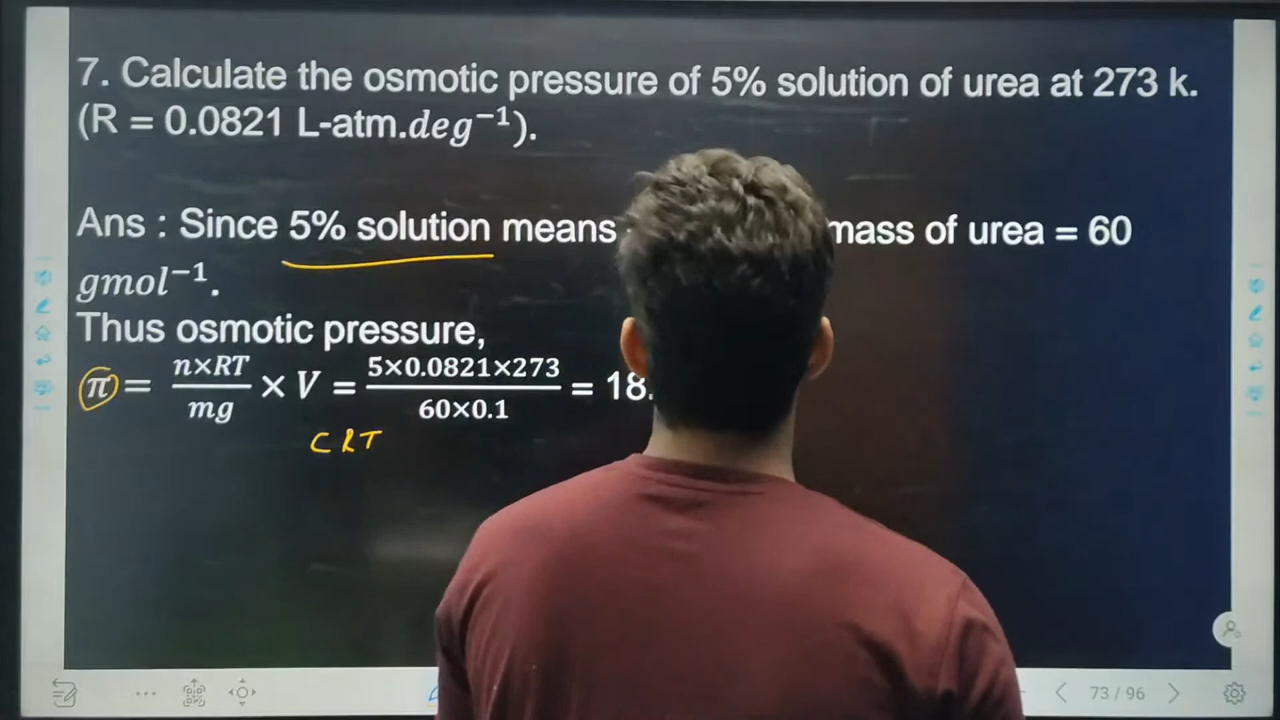 7. Calculate the osmotic pressure of 5% solution of urea at 273 k.
(R = 0.0821 L-atm.deg⁻¹).
Ans : Since 5% solution means mass of urea = 60
gmol⁻¹.
Thus osmotic pressure,
π = n×RT/mg × V = 5×0.0821×273/60×0.1 = 18.
CRT
73 / 96